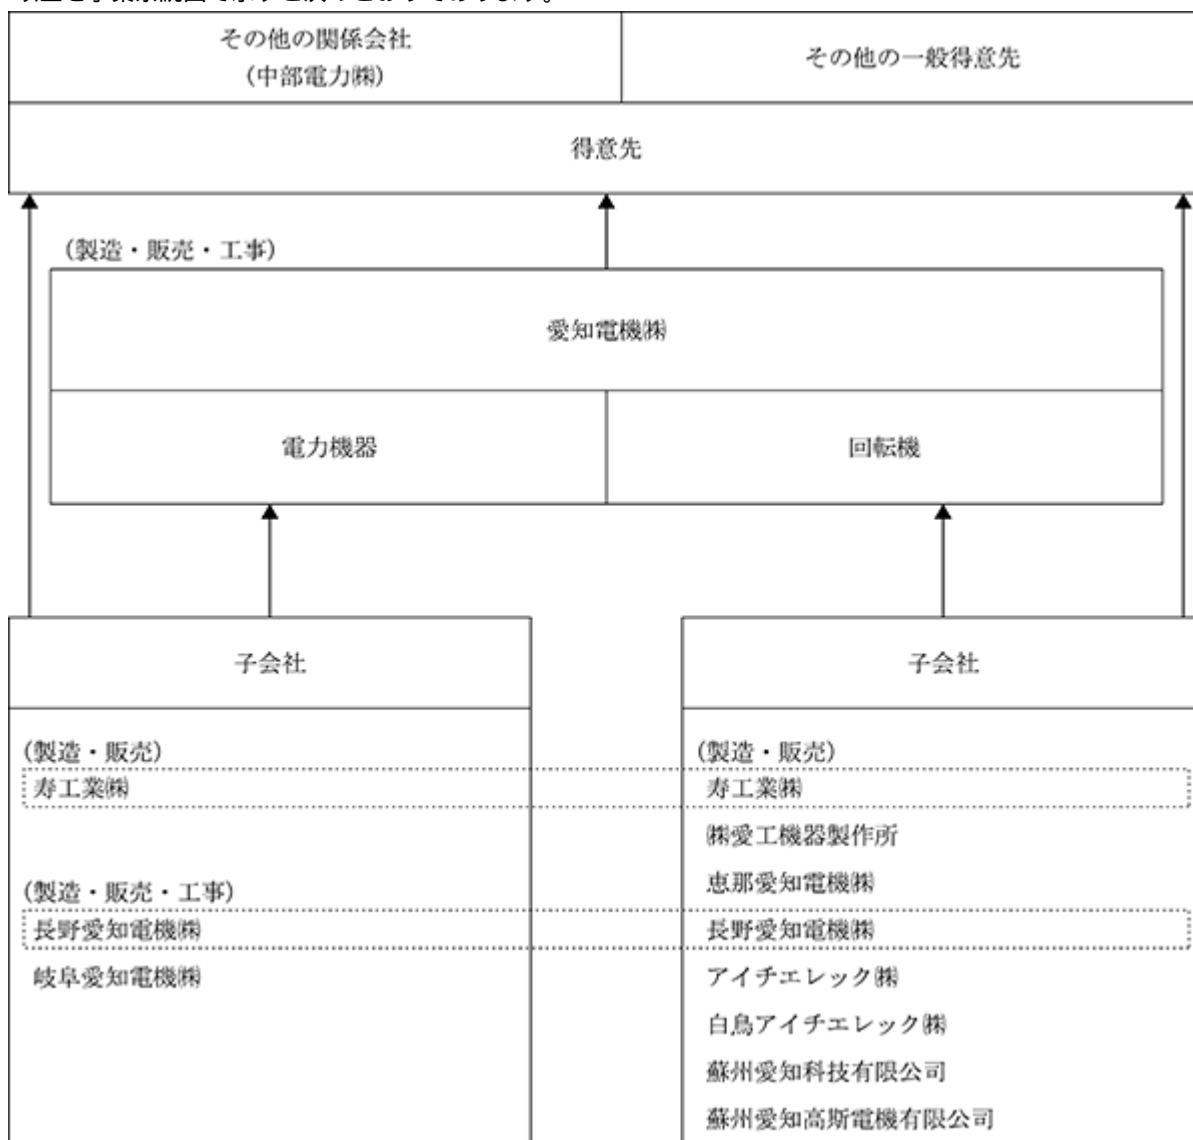 その他の関係会社
(中部電力㈱)
その他の一般得意先
得意先
(製造・販売・工事)
愛知電機㈱
電力機器
回転機
子会社
(製造・販売)
寿工業㈱
(製造・販売・工事)
長野愛知電機㈱
岐阜愛知電機㈱
子会社
(製造・販売)
寿工業㈱
㈱愛工機器製作所
恵那愛知電機㈱
長野愛知電機㈱
アイチエレック㈱
白鳥アイチエレック㈱
蘇州愛知科技有限公司
蘇州愛知高斯電機有限公司